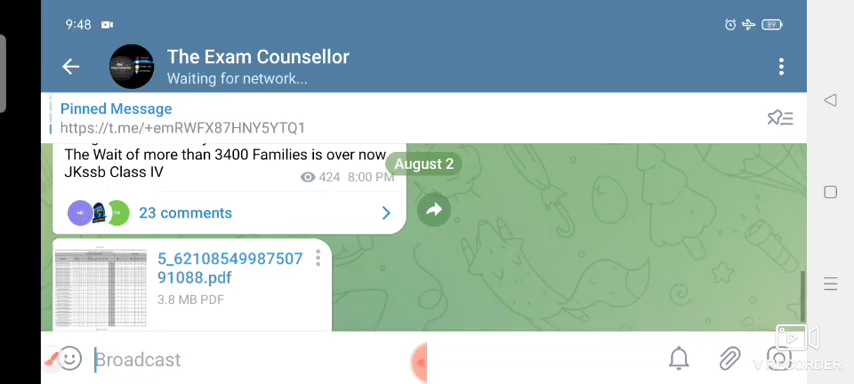 9:48
89
The Exam Counsellor
Waiting for network...
Pinned Message
https://t.me/+emRWFX87HNY5YTQ1
The Wait of more than 3400 Families is over now
August 2
JKssb Class IV
424 8:00 PM
23 comments
5_62108549987507
91088.pdf
3.8 MB PDF
Broadcast
V RECORDER